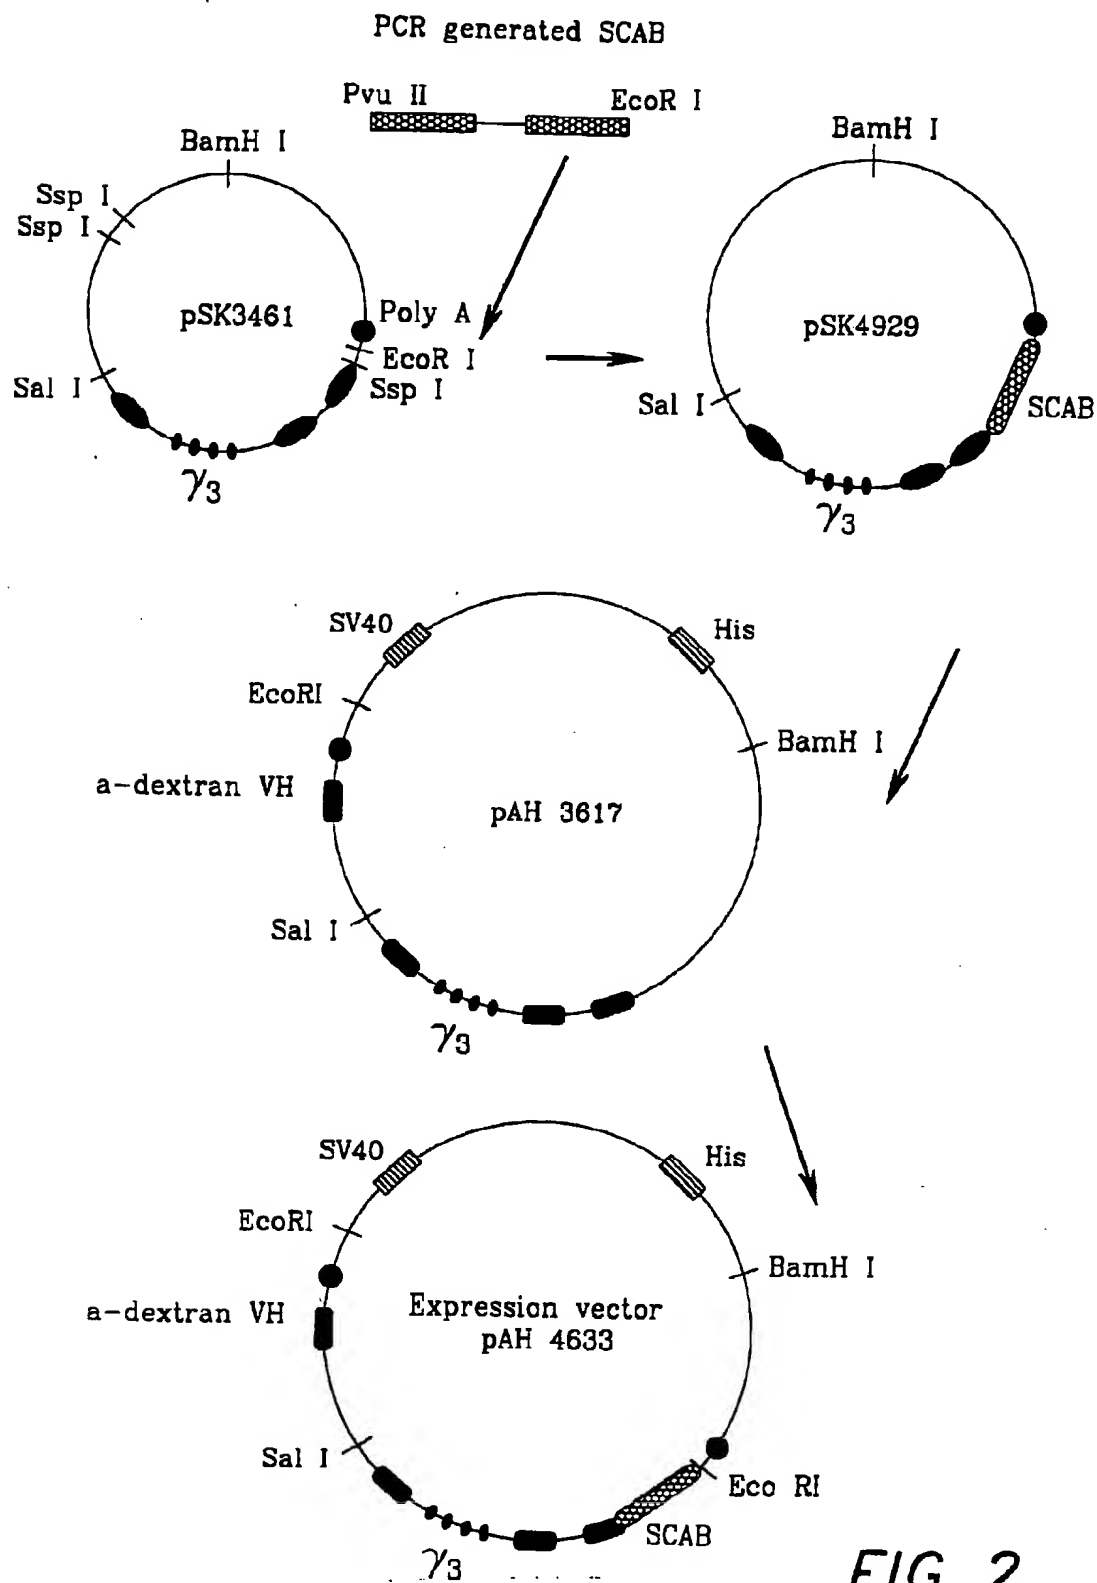 PCR generated SCAB
Pvu II
EcoR I
BamH I
Ssp I
Ssp I
pSK3461
Poly A
EcoR I
Ssp I
Sal I
γ3
BamH I
pSK4929
Sal I
SCAB
γ3
SV40
His
EcoRI
BamH I
a-dextran VH
pAH 3617
Sal I
γ3
SV40
His
EcoRI
BamH I
a-dextran VH
Expression vector
pAH 4633
Sal I
Eco RI
SCAB
γ3
FIG. 2